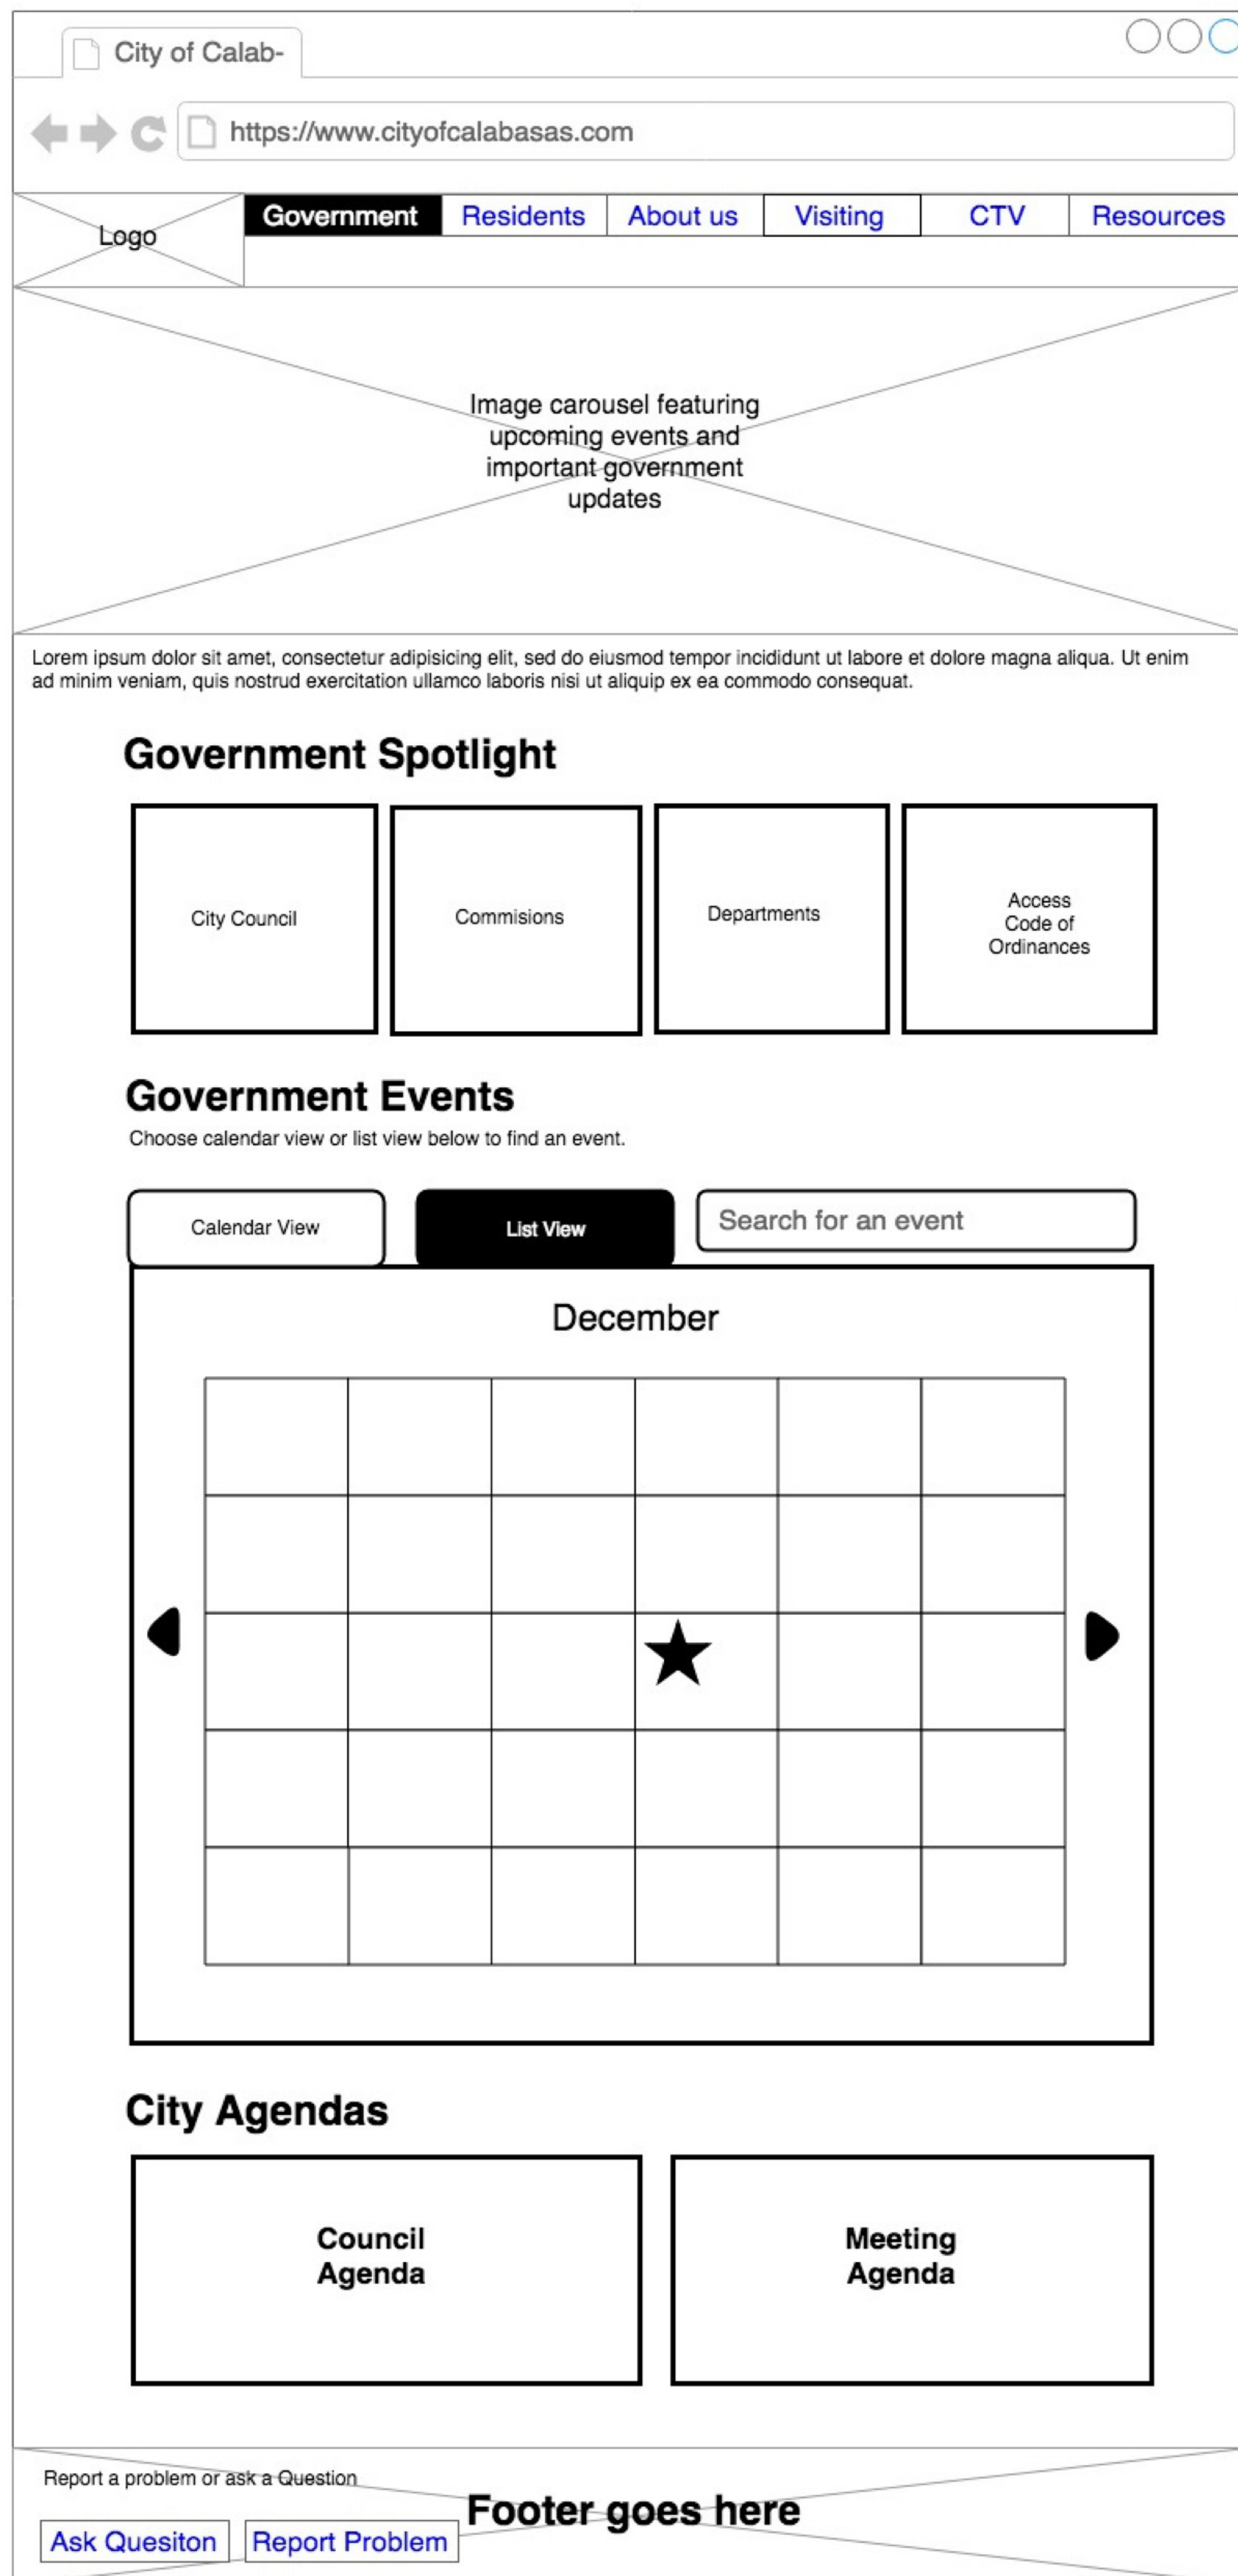 City of Calab-
https://www.cityofcalabasas.com
Logo
Government Residents About us Visiting CTV Resources
Image carousel featuring
upcoming events and
important government
updates
Lorem ipsum dolor sit amet, consectetur adipisicing elit, sed do eiusmod tempor incididunt ut labore et dolore magna aliqua. Ut enim
ad minim veniam, quis nostrud exercitation ullamco laboris nisi ut aliquip ex ea commodo consequat.
Government Spotlight
City Council
Commisions
Departments
Access
Code of
Ordinances
Government Events
Choose calendar view or list view below to find an event.
Calendar View
List View
Search for an event
December
City Agendas
Council
Agenda
Meeting
Agenda
Report a problem or ask a Question
Footer goes here
Ask Quesiton
Report Problem